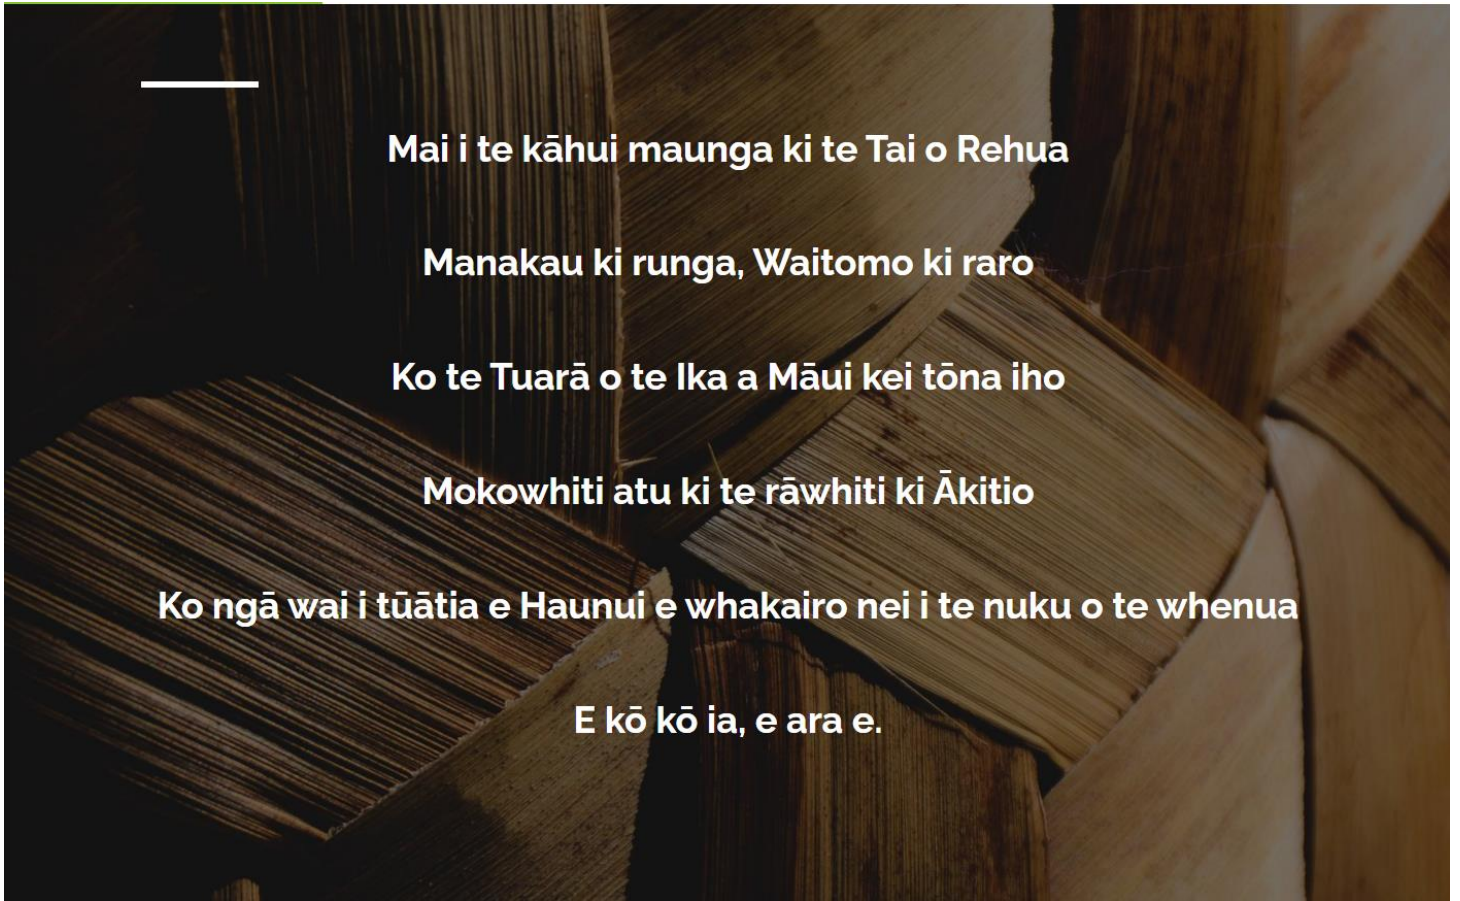 Mai i te kāhui maunga ki te Tai o Rehua
Manakau ki runga, Waitomo ki raro
Ko te Tuarā o te Ika a Māui kei tōna iho
Mokowhiti atu ki te rāwhiti ki Ākitio
Ko ngā wai i tūātia e Haunui e whakairo nei i te nuku o te whenua
E kō kō ia, e ara e.